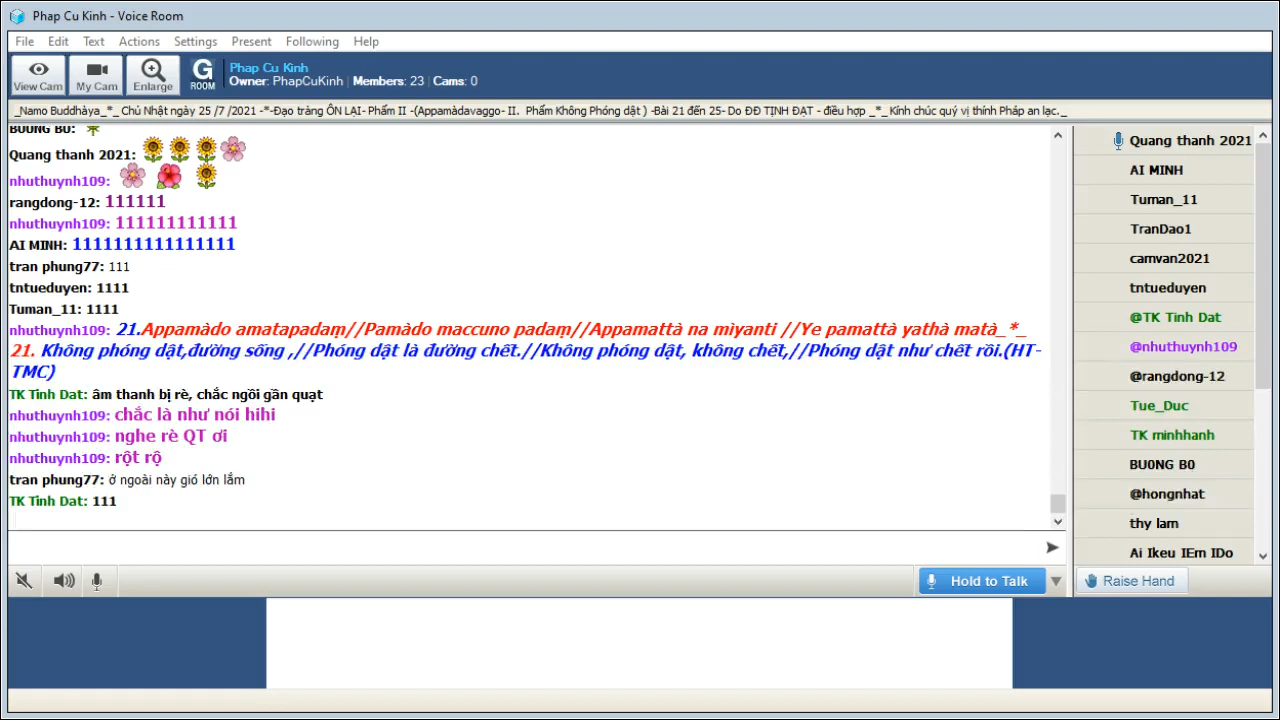 Phap Cu Kinh - Voice Room
File Edit Text Actions Settings Present Following Help
View Cam My Cam Enlarge G ROOM
Phap Cu Kinh
Owner: PhapCuKinh | Members: 23 | Cams: 0
_Namo Buddhàya_*_ Chủ Nhật ngày 25 /7 /2021 -*-Đạo tràng ÔN LẠI- Phẩm II -(Appamàdavaggo- II. Phẩm Không Phóng dật ) -Bài 21 đến 25- Do ĐĐ TỊNH ĐẠT - điều hợp _*_Kính chúc quý vị thính Pháp an lạc._
BUONG BO:
Quang thanh 2021:
nhuthuynh109:
rangdong-12: 111111
nhuthuynh109: 111111111111
AI MINH: 1111111111111111
tran phung77: 111
tntueduyen: 1111
Tuman_11: 1111
nhuthuynh109: 21.Appamàdo amatapadaṃ//Pamàdo maccuno padaṃ//Appamattà na mìyanti //Ye pamattà yathà matà_*_
21. Không phóng dật,đường sống ,//Phóng dật là đường chết.//Không phóng dật, không chết,//Phóng dật như chết rồi.(HT-
TMC)
TK Tinh Dat: âm thanh bị rè, chắc ngồi gần quạt
nhuthuynh109: chắc là như nói hihi
nhuthuynh109: nghe rè QT ơi
nhuthuynh109: rột rộ
tran phung77: ở ngoài này gió lớn lắm
TK Tinh Dat: 111
Quang thanh 2021
AI MINH
Tuman_11
TranDao1
camvan2021
tntueduyen
@TK Tinh Dat
@nhuthuynh109
@rangdong-12
Tue_Duc
TK minhhanh
BU0NG B0
@hongnhat
thy lam
Ai Ikeu IEm IDo
Hold to Talk
Raise Hand